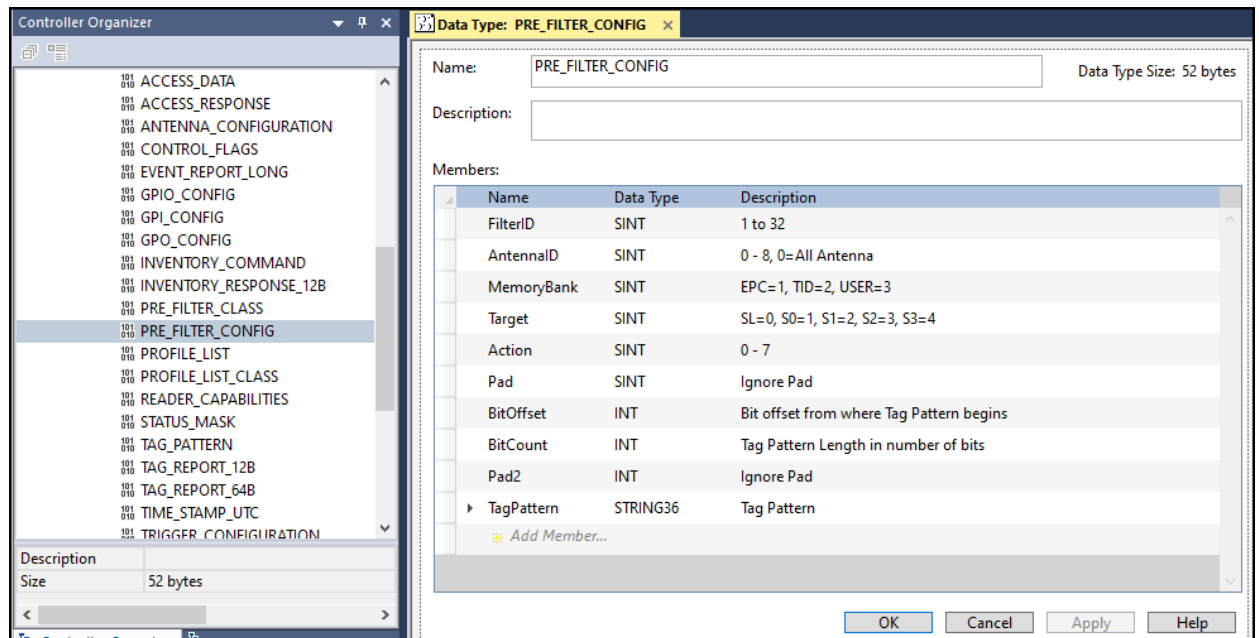 Controller Organizer
ACCESS_DATA
ACCESS_RESPONSE
ANTENNA_CONFIGURATION
CONTROL_FLAGS
EVENT_REPORT_LONG
GPIO_CONFIG
GPI_CONFIG
GPO_CONFIG
INVENTORY_COMMAND
INVENTORY_RESPONSE_12B
PRE_FILTER_CLASS
PRE_FILTER_CONFIG
PROFILE_LIST
PROFILE_LIST_CLASS
READER_CAPABILITIES
STATUS_MASK
TAG_PATTERN
TAG_REPORT_12B
TAG_REPORT_64B
TIME_STAMP_UTC
TRIGGER_CONFIGURATION
Description
Size 52 bytes
Data Type: PRE_FILTER_CONFIG
Name: PRE_FILTER_CONFIG Data Type Size: 52 bytes
Description:
Members:
Name Data Type Description
FilterID SINT 1 to 32
AntennaID SINT 0 - 8, 0=All Antenna
MemoryBank SINT EPC=1, TID=2, USER=3
Target SINT SL=0, S0=1, S1=2, S2=3, S3=4
Action SINT 0 - 7
Pad SINT Ignore Pad
BitOffset INT Bit offset from where Tag Pattern begins
BitCount INT Tag Pattern Length in number of bits
Pad2 INT Ignore Pad
TagPattern STRING36 Tag Pattern
Add Member...
OK Cancel Apply Help